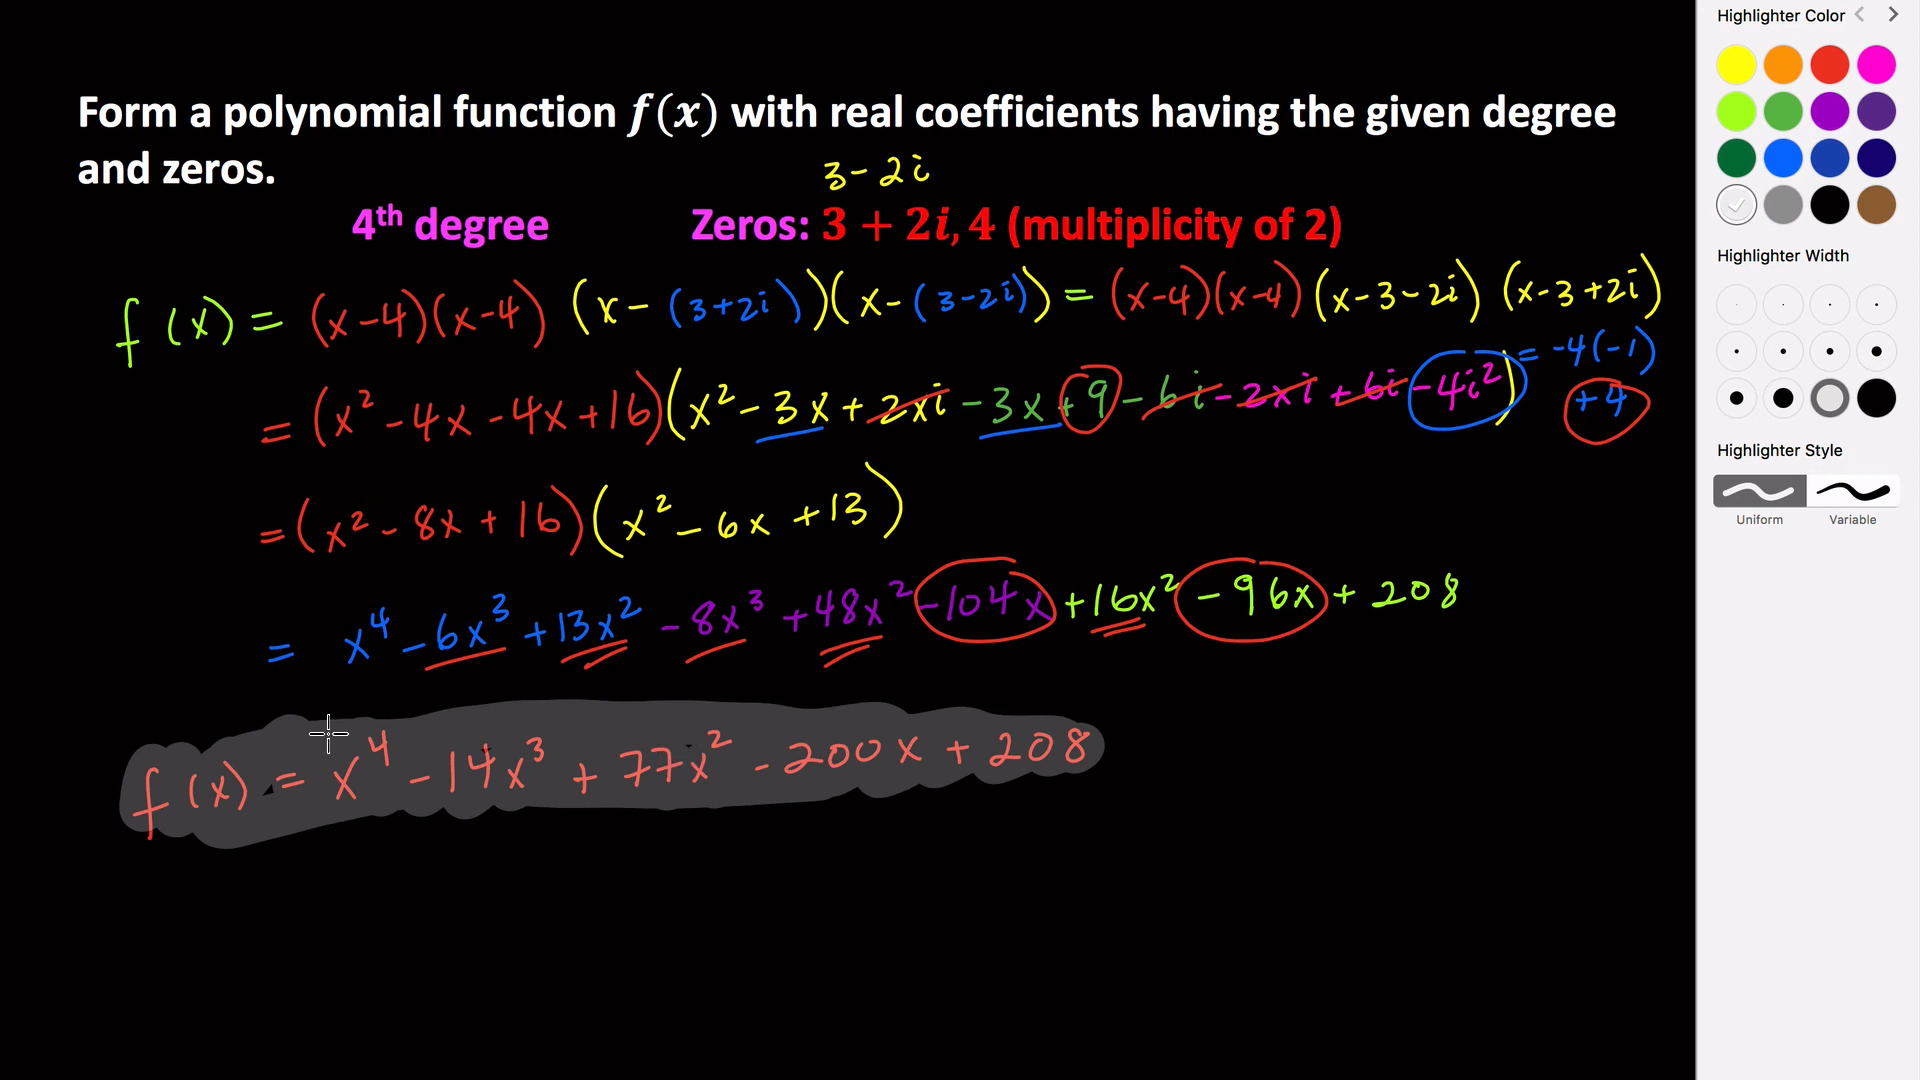 Form a polynomial function f(x) with real coefficients having the given degree
and zeros.
3-2i
4th degree Zeros: 3 + 2i, 4 (multiplicity of 2)
f(x) = (x-4)(x-4) (x-(3+2i))(x-(3-2i)) = (x-4)(x-4)(x-3-2i) (x-3+2i)
= (x²-4x-4x+16)(x²-3x+2xi-3x+9-6i-2xi+6i-4i²) = -4(-1)
+4
=(x²-8x+16)(x²-6x+13)
= x⁴-6x³+13x²-8x³+48x²-104x+16x²-96x+208
f(x) = x⁴-14x³+77x²-200x+208
Highlighter Color
Highlighter Width
Highlighter Style
Uniform Variable